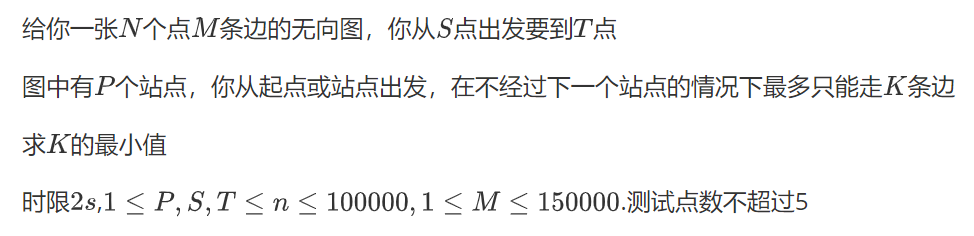 给你一张N个点M条边的无向图，你从S点出发要到T点
图中有P个站点，你从起点或站点出发，在不经过下一个站点的情况下最多只能走K条边
求K的最小值
时限2s,1 ≤ P, S, T ≤ n ≤ 100000, 1 ≤ M ≤ 150000.测试点数不超过5